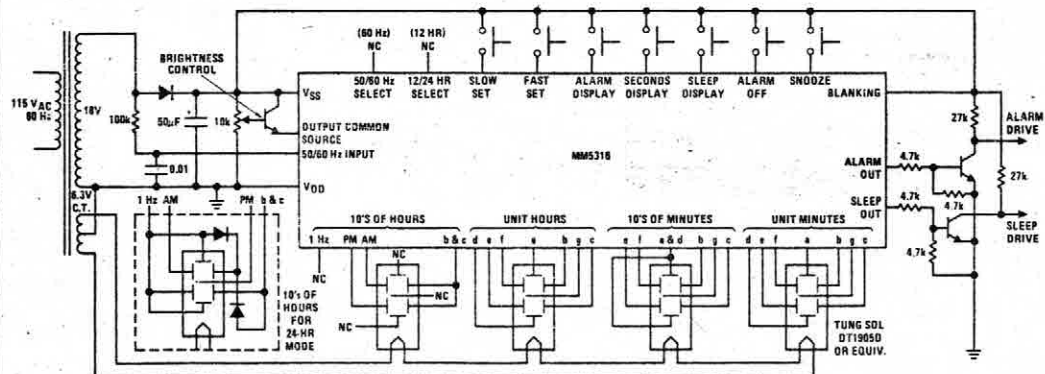 (60 Hz)
NC
(12 HR)
NC
BRIGHTNESS
CONTROL
50/60 Hz
SELECT
12/24 HR
SELECT
SLOW
SET
FAST
SET
ALARM
DISPLAY
SECONDS
DISPLAY
SLEEP
DISPLAY
ALARM
OFF
SNOOZE
BLANKING
115 VAC
60 Hz
18V
100k
50µF
10k
VSS
OUTPUT COMMON
SOURCE
50/60 Hz INPUT
0.01
VDD
MM5316
27k
ALARM
DRIVE
4.7k
ALARM
OUT
4.7k
27k
SLEEP
OUT
4.7k
SLEEP
DRIVE
4.7k
6.3V
C.T.
1 Hz AM PM b & c
10'S OF HOURS
UNIT HOURS
10'S OF MINUTES
UNIT MINUTES
1 Hz PM AM b & c d e f a b g c e f a & d b g c d e f a b g c
NC
NC
NC
NC
10's OF
HOURS
FOR
24-HR
MODE
TUNG SOL
DT1905D
OR EQUIV.